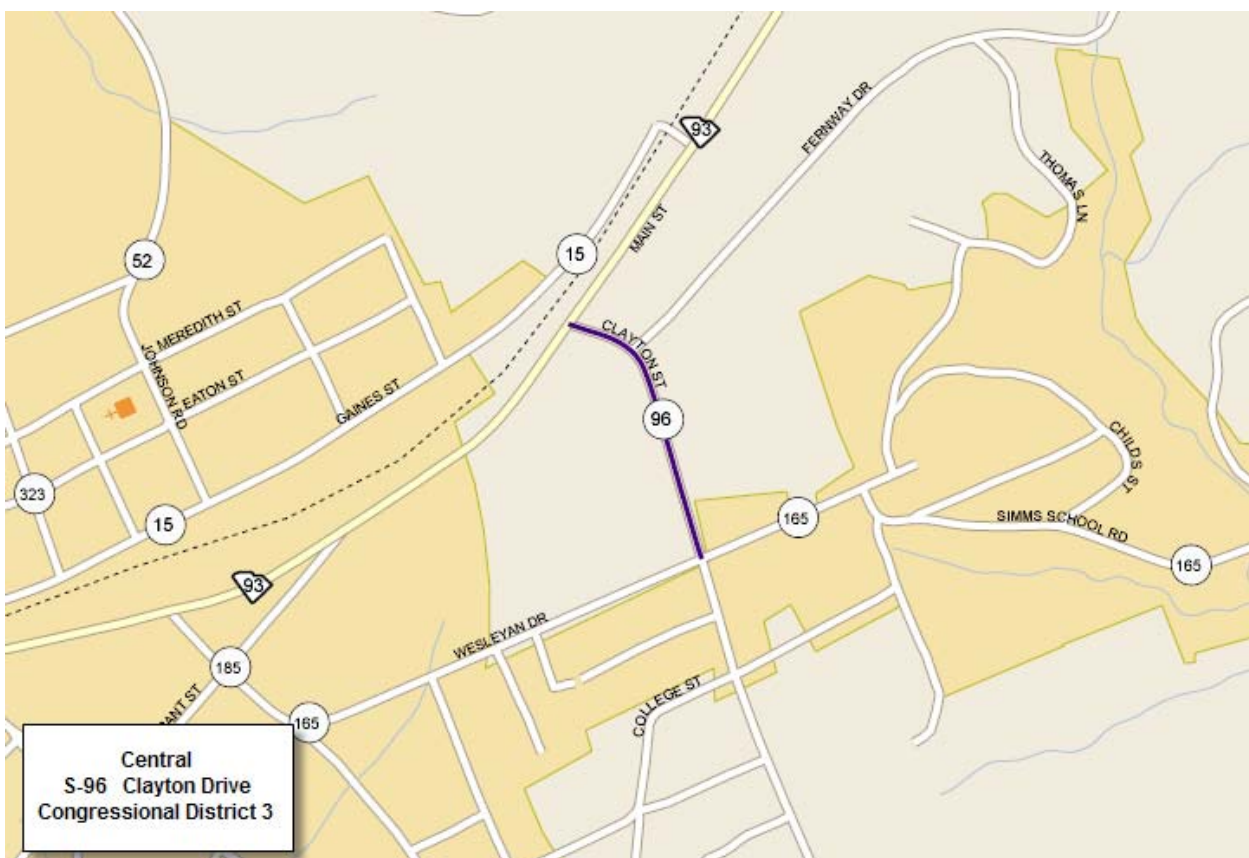 93
FERNWAY DR
THOMAS LN
MAIN ST
15
52
MEREDITH ST
CLAYTON ST
JOHNSON RD
EATON ST
GAINES ST
96
CHILDS ST
323
15
165
SIMMS SCHOOL RD
165
93
WESLEYAN DR
185
COLLEGE ST
165
Central
S-96 Clayton Drive
Congressional District 3